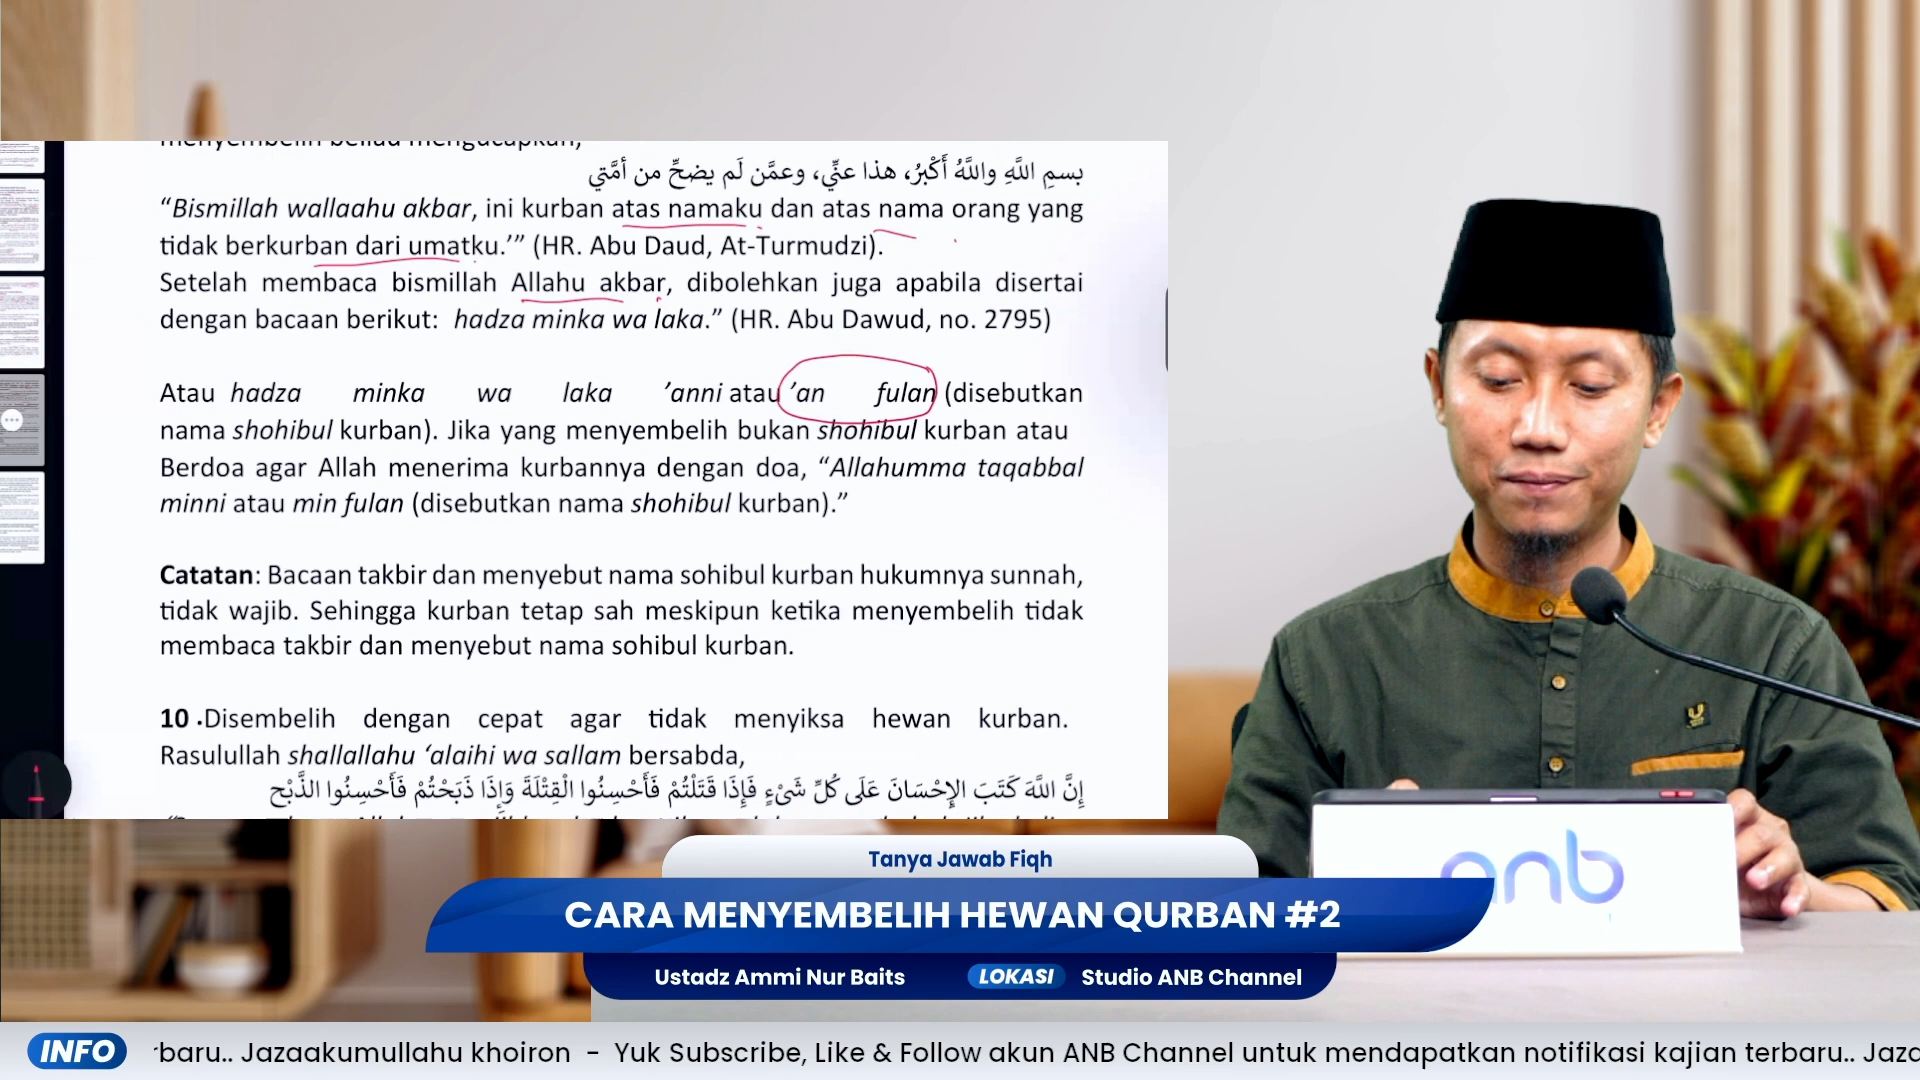 menyembelih beliau mengucapkan,
بسمِ اللَّهِ واللَّهُ أَكْبرُ، هذا عنِّي، وعمَّن لَم يضحِّ من أمَّتي
“Bismillah wallaahu akbar, ini kurban atas namaku dan atas nama orang yang
tidak berkurban dari umatku.’” (HR. Abu Daud, At-Turmudzi).
Setelah membaca bismillah Allahu akbar, dibolehkan juga apabila disertai
dengan bacaan berikut: hadza minka wa laka.” (HR. Abu Dawud, no. 2795)
Atau hadza minka wa laka ’anni atau ’an fulan (disebutkan
nama shohibul kurban). Jika yang menyembelih bukan shohibul kurban atau
Berdoa agar Allah menerima kurbannya dengan doa, “Allahumma taqabbal
minni atau min fulan (disebutkan nama shohibul kurban).”
Catatan: Bacaan takbir dan menyebut nama sohibul kurban hukumnya sunnah,
tidak wajib. Sehingga kurban tetap sah meskipun ketika menyembelih tidak
membaca takbir dan menyebut nama sohibul kurban.
10 .Disembelih dengan cepat agar tidak menyiksa hewan kurban.
Rasulullah shallallahu ‘alaihi wa sallam bersabda,
إِنَّ اللَّهَ كَتَبَ الإِحْسَانَ عَلَى كُلِّ شَىْءٍ فَإِذَا قَتَلْتُمْ فَأَحْسِنُوا الْقِتْلَةَ وَإِذَا ذَبَحْتُمْ فَأَحْسِنُوا الذَّبْح
anb
Tanya Jawab Fiqh
CARA MENYEMBELIH HEWAN QURBAN #2
Ustadz Ammi Nur Baits LOKASI Studio ANB Channel
INFO baru.. Jazaakumullahu khoiron - Yuk Subscribe, Like & Follow akun ANB Channel untuk mendapatkan notifikasi kajian terbaru.. Jaza